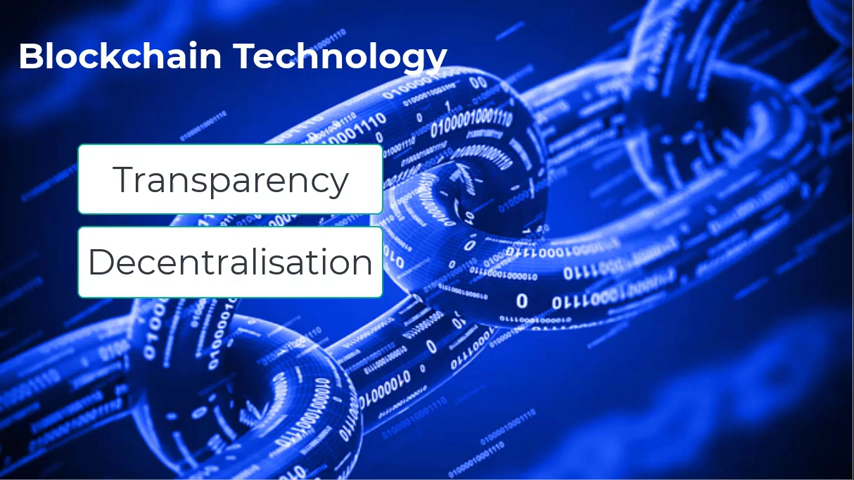 Blockchain Technology
Transparency
Decentralisation